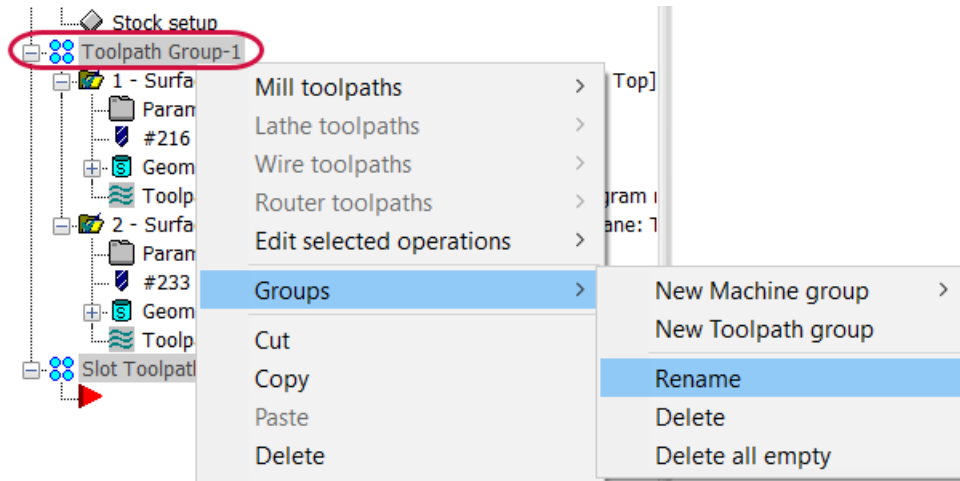 Stock setup
Toolpath Group-1
1 - Surfa
Top]
Param
#216
Geom
Toolp
gram
2 - Surfa
ane: T
Param
#233
Geom
Toolp
Slot Toolpat
Mill toolpaths
Lathe toolpaths
Wire toolpaths
Router toolpaths
Edit selected operations
Groups
Cut
Copy
Paste
Delete
New Machine group
New Toolpath group
Rename
Delete
Delete all empty